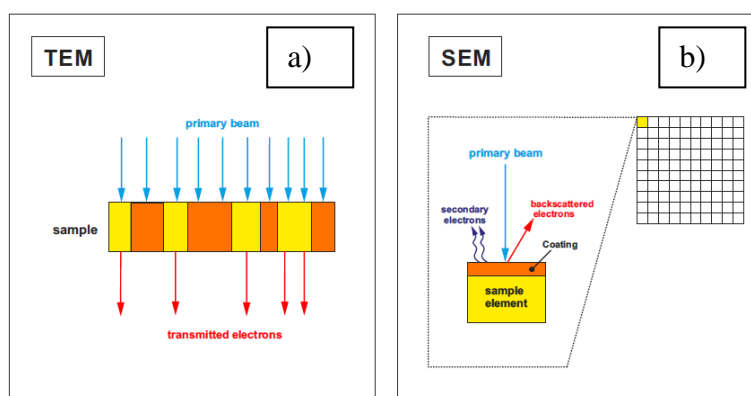 TEM
a)
primary beam
sample
transmitted electrons
SEM
b)
primary beam
secondary
electrons
backscattered
electrons
Coating
sample
element